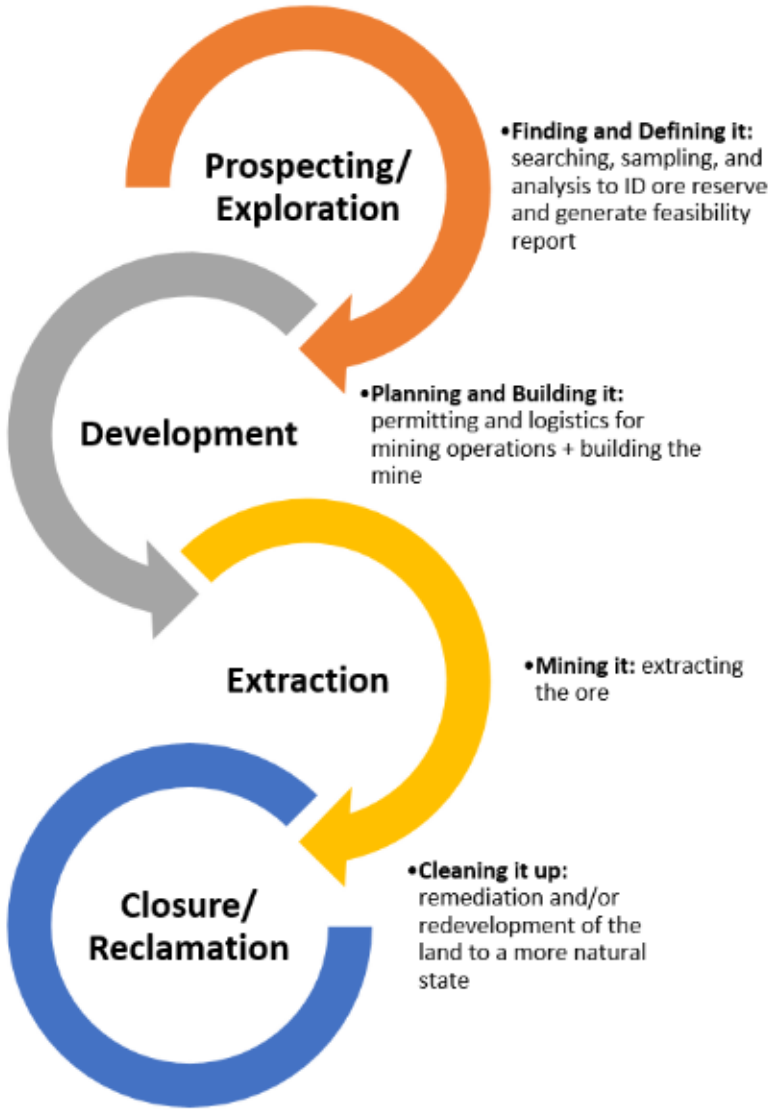 Prospecting/
Exploration
•Finding and Defining it:
searching, sampling, and
analysis to ID ore reserve
and generate feasibility
report
Development
•Planning and Building it:
permitting and logistics for
mining operations + building the
mine
Extraction
•Mining it: extracting
the ore
Closure/
Reclamation
•Cleaning it up:
remediation and/or
redevelopment of the
land to a more natural
state